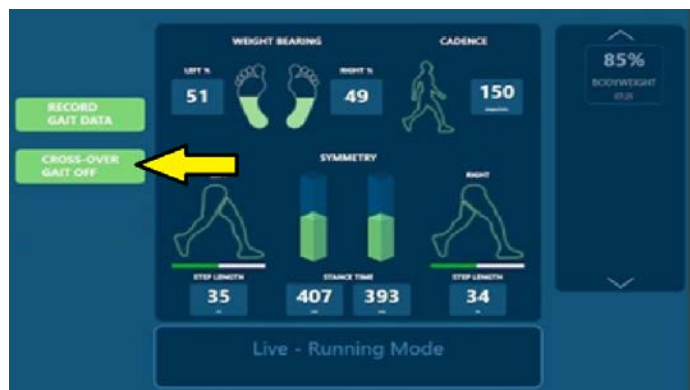 WEIGHT BEARING
CADENCE
LEFT %
RIGHT %
51
49
150
85%
BODYWEIGHT
RECORD
GAIT DATA
CROSS-OVER
GAIT OFF
SYMMETRY
RIGHT
STEP LENGTH
STANCE TIME
STEP LENGTH
35
407
393
34
Live - Running Mode